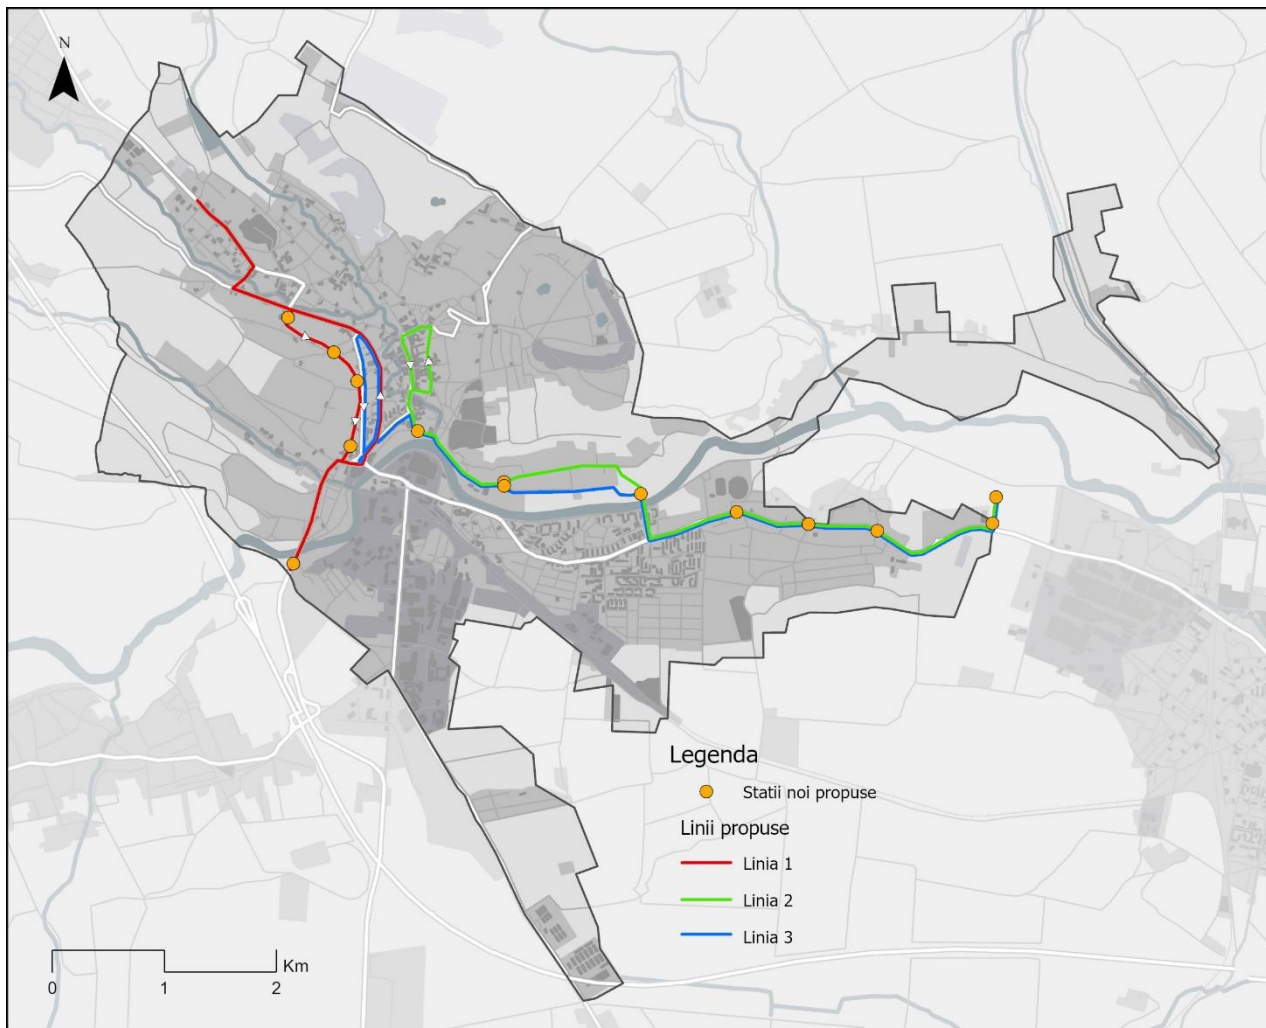 N
Legenda
Statii noi propuse
Linii propuse
Linia 1
Linia 2
Linia 3
Km
0 1 2